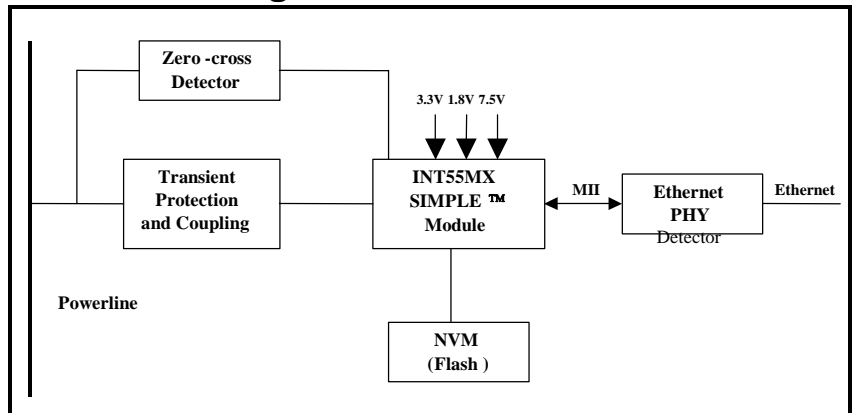 Zero -cross
Detector
3.3V 1.8V 7.5V
Transient
Protection
and Coupling
INT55MX
SIMPLE ™
Module
MII
Ethernet
PHY
Detector
Ethernet
Powerline
NVM
(Flash )